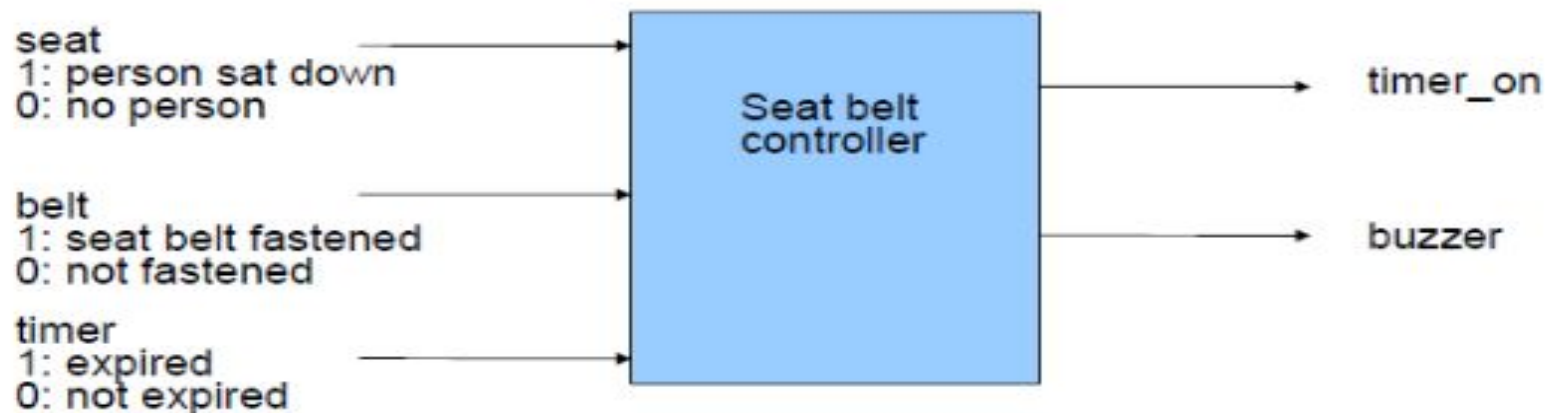 seat
1: person sat down
0: no person
belt
1: seat belt fastened
0: not fastened
timer
1: expired
0: not expired
Seat belt
controller
timer_on
buzzer